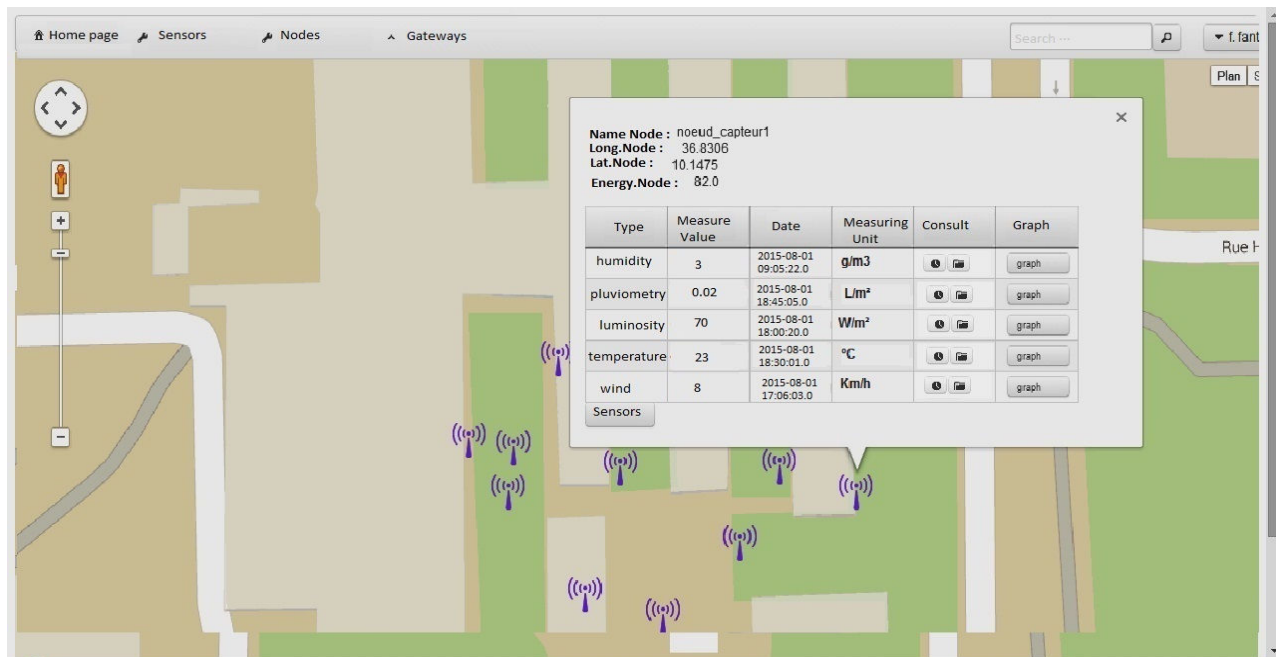 Home page Sensors Nodes Gateways Search --- f. fant
Plan S
Name Node : noeud_capteur1
Long.Node : 36.8306
Lat.Node : 10.1475
Energy.Node : 82.0
Type Measure Value Date Measuring Unit Consult Graph
humidity 3 2015-08-01 09:05:22.0 g/m3 graph
pluviometry 0.02 2015-08-01 18:45:05.0 L/m² graph
luminosity 70 2015-08-01 18:00:20.0 W/m² graph
temperature 23 2015-08-01 18:30:01.0 °C graph
wind 8 2015-08-01 17:06:03.0 Km/h graph
Sensors
Rue H